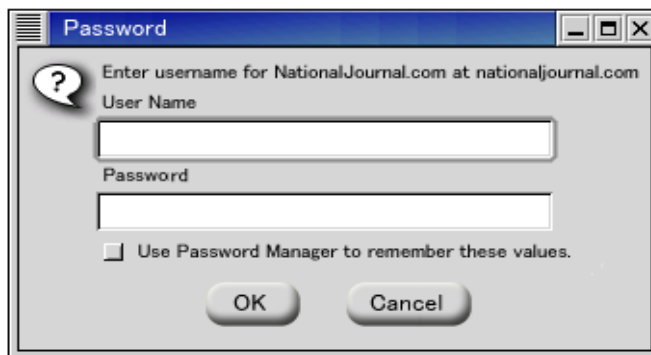 Password
Enter username for NationalJournal.com at nationaljournal.com
User Name
Password
Use Password Manager to remember these values.
OK Cancel